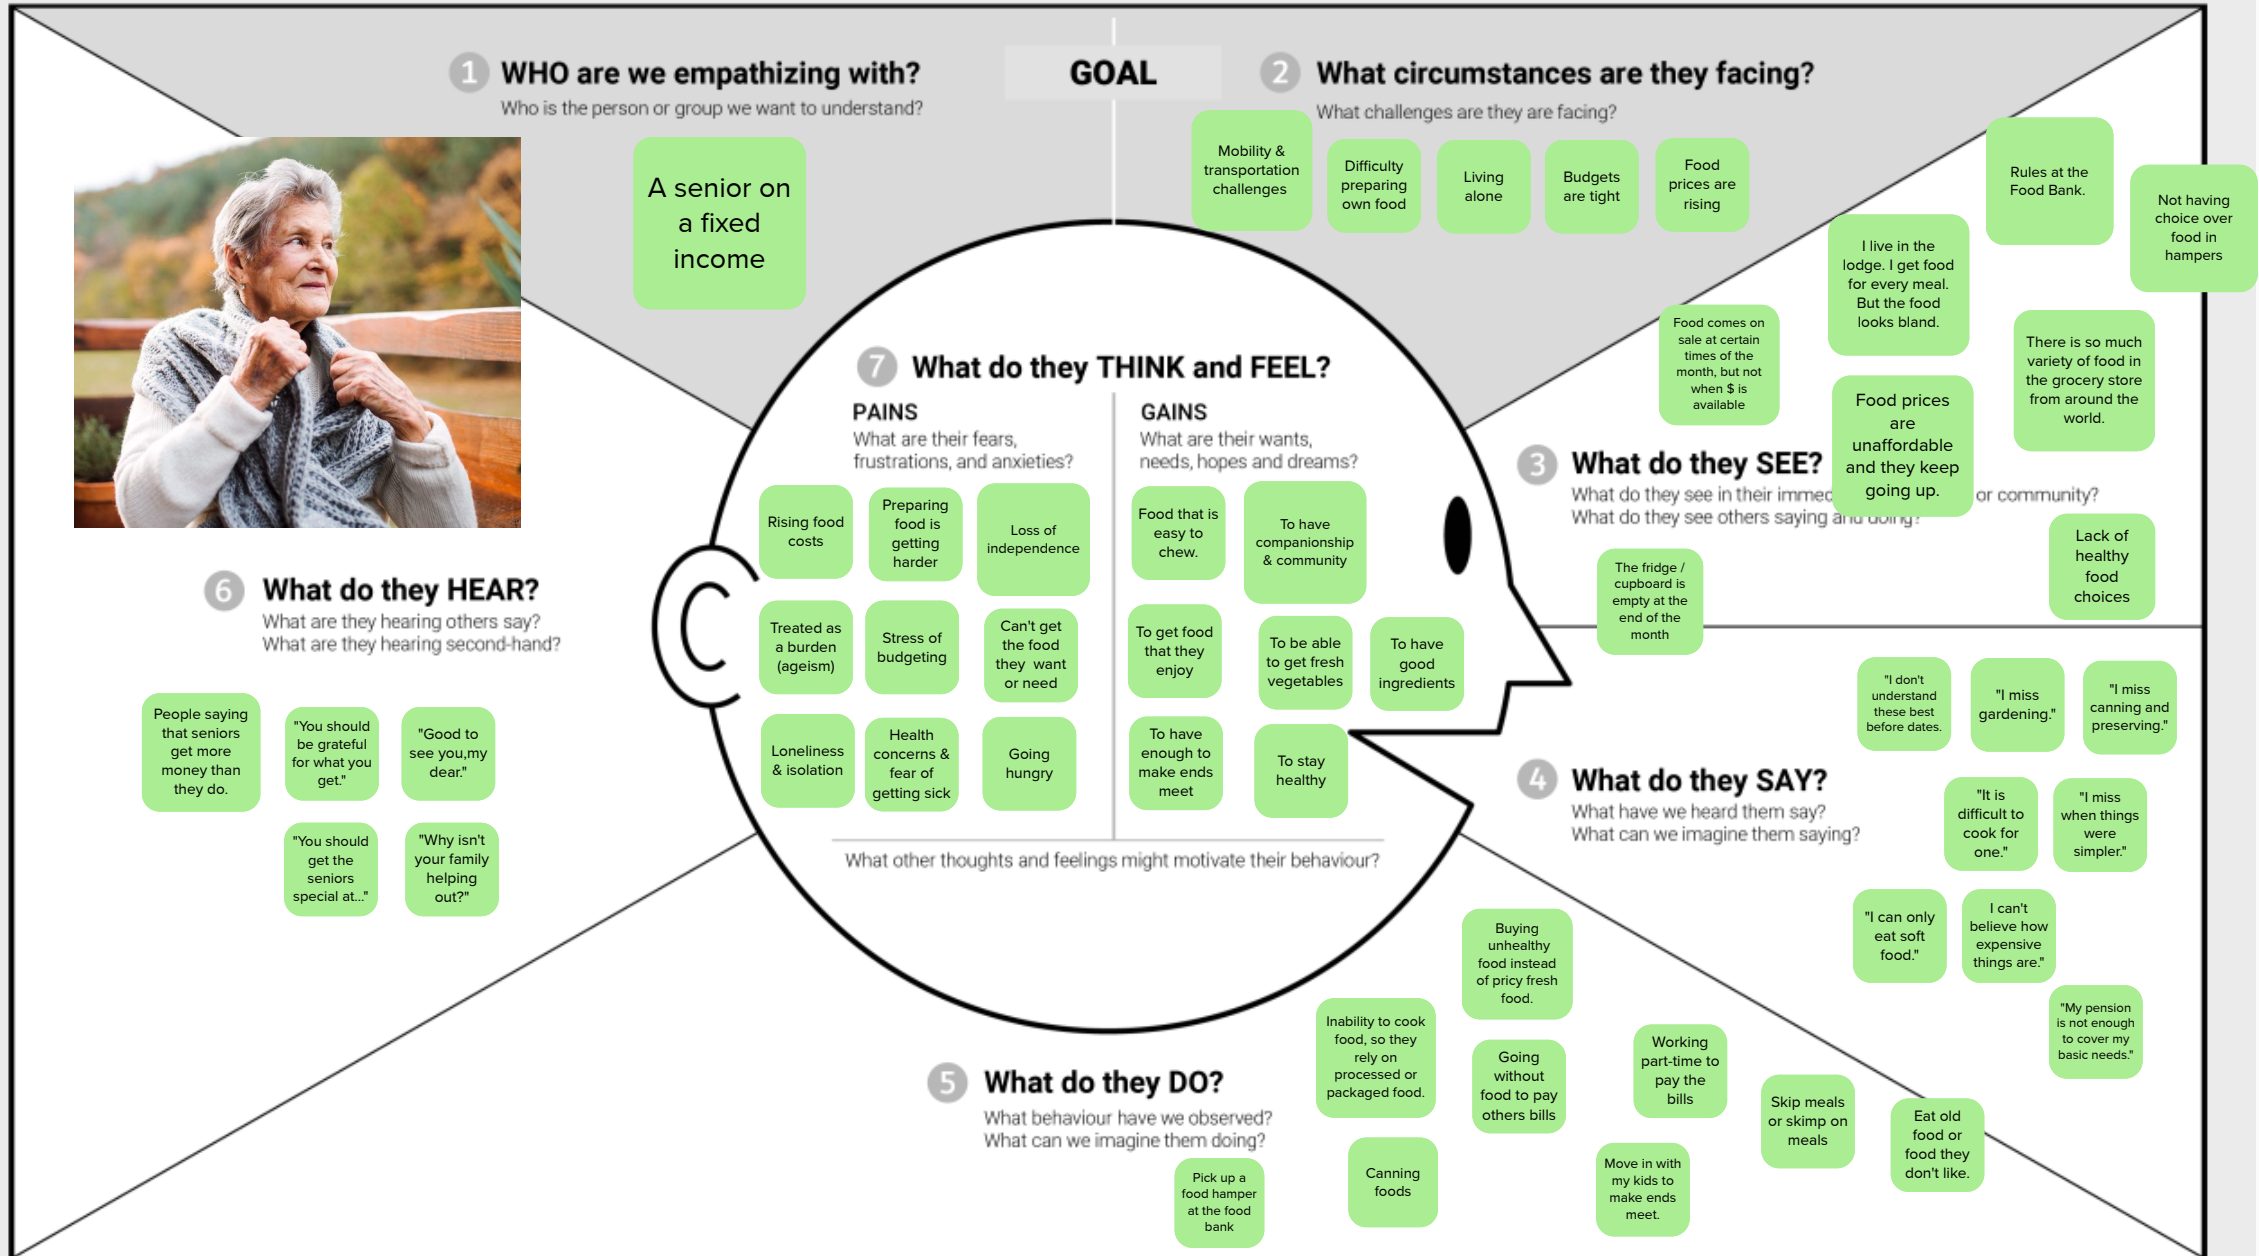 1 WHO are we empathizing with?
Who is the person or group we want to understand?
A senior on
a fixed
income
GOAL
2 What circumstances are they facing?
What challenges are they are facing?
Mobility &
transportation
challenges
Difficulty
preparing
own food
Living
alone
Budgets
are tight
Food
prices are
rising
Rules at the
Food Bank.
Not having
choice over
food in
hampers
I live in the
lodge. I get food
for every meal.
But the food
looks bland.
Food comes on
sale at certain
times of the
month, but not
when $ is
available
There is so much
variety of food in
the grocery store
from around the
world.
Food prices
are
unaffordable
and they keep
going up.
3 What do they SEE?
What do they see in their immed
or community?
What do they see others saying and doing?
Lack of
healthy
food
choices
The fridge /
cupboard is
empty at the
end of the
month
4 What do they SAY?
What have we heard them say?
What can we imagine them saying?
"I don't
understand
these best
before dates.
"I miss
gardening."
"I miss
canning and
preserving."
"It is
difficult to
cook for
one."
"I miss
when things
were
simpler."
"I can only
eat soft
food."
I can't
believe how
expensive
things are."
"My pension
is not enough
to cover my
basic needs."
5 What do they DO?
What behaviour have we observed?
What can we imagine them doing?
Buying
unhealthy
food instead
of pricy fresh
food.
Inability to cook
food, so they
rely on
processed or
packaged food.
Going
without
food to pay
others bills
Working
part-time to
pay the
bills
Skip meals
or skimp on
meals
Eat old
food or
food they
don't like.
Pick up a
food hamper
at the food
bank
Canning
foods
Move in with
my kids to
make ends
meet.
6 What do they HEAR?
What are they hearing others say?
What are they hearing second-hand?
People saying
that seniors
get more
money than
they do.
"You should
be grateful
for what you
get."
"Good to
see you,my
dear."
"You should
get the
seniors
special at..."
"Why isn't
your family
helping
out?"
7 What do they THINK and FEEL?
PAINS
What are their fears,
frustrations, and anxieties?
Rising food
costs
Preparing
food is
getting
harder
Loss of
independence
Treated as
a burden
(ageism)
Stress of
budgeting
Can't get
the food
they want
or need
Loneliness
& isolation
Health
concerns &
fear of
getting sick
Going
hungry
GAINS
What are their wants,
needs, hopes and dreams?
Food that is
easy to
chew.
To have
companionship
& community
To get food
that they
enjoy
To be able
to get fresh
vegetables
To have
good
ingredients
To have
enough to
make ends
meet
To stay
healthy
What other thoughts and feelings might motivate their behaviour?